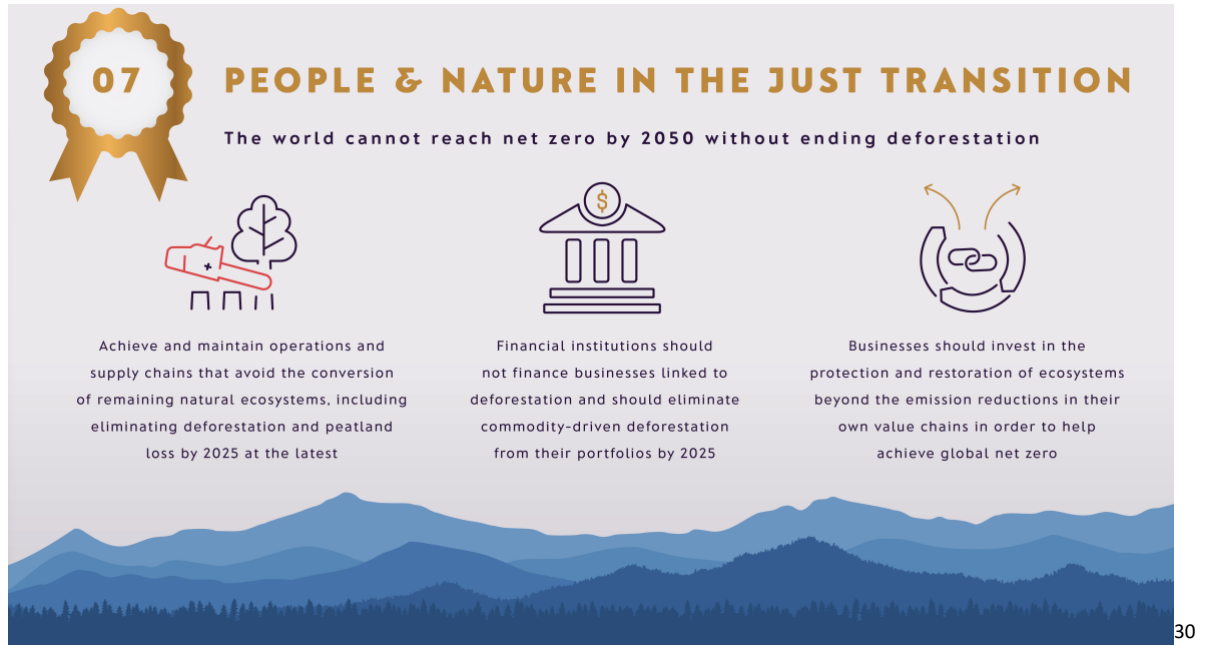 07
PEOPLE & NATURE IN THE JUST TRANSITION
The world cannot reach net zero by 2050 without ending deforestation
$
Achieve and maintain operations and
supply chains that avoid the conversion
of remaining natural ecosystems, including
eliminating deforestation and peatland
loss by 2025 at the latest
Financial institutions should
not finance businesses linked to
deforestation and should eliminate
commodity-driven deforestation
from their portfolios by 2025
Businesses should invest in the
protection and restoration of ecosystems
beyond the emission reductions in their
own value chains in order to help
achieve global net zero
30